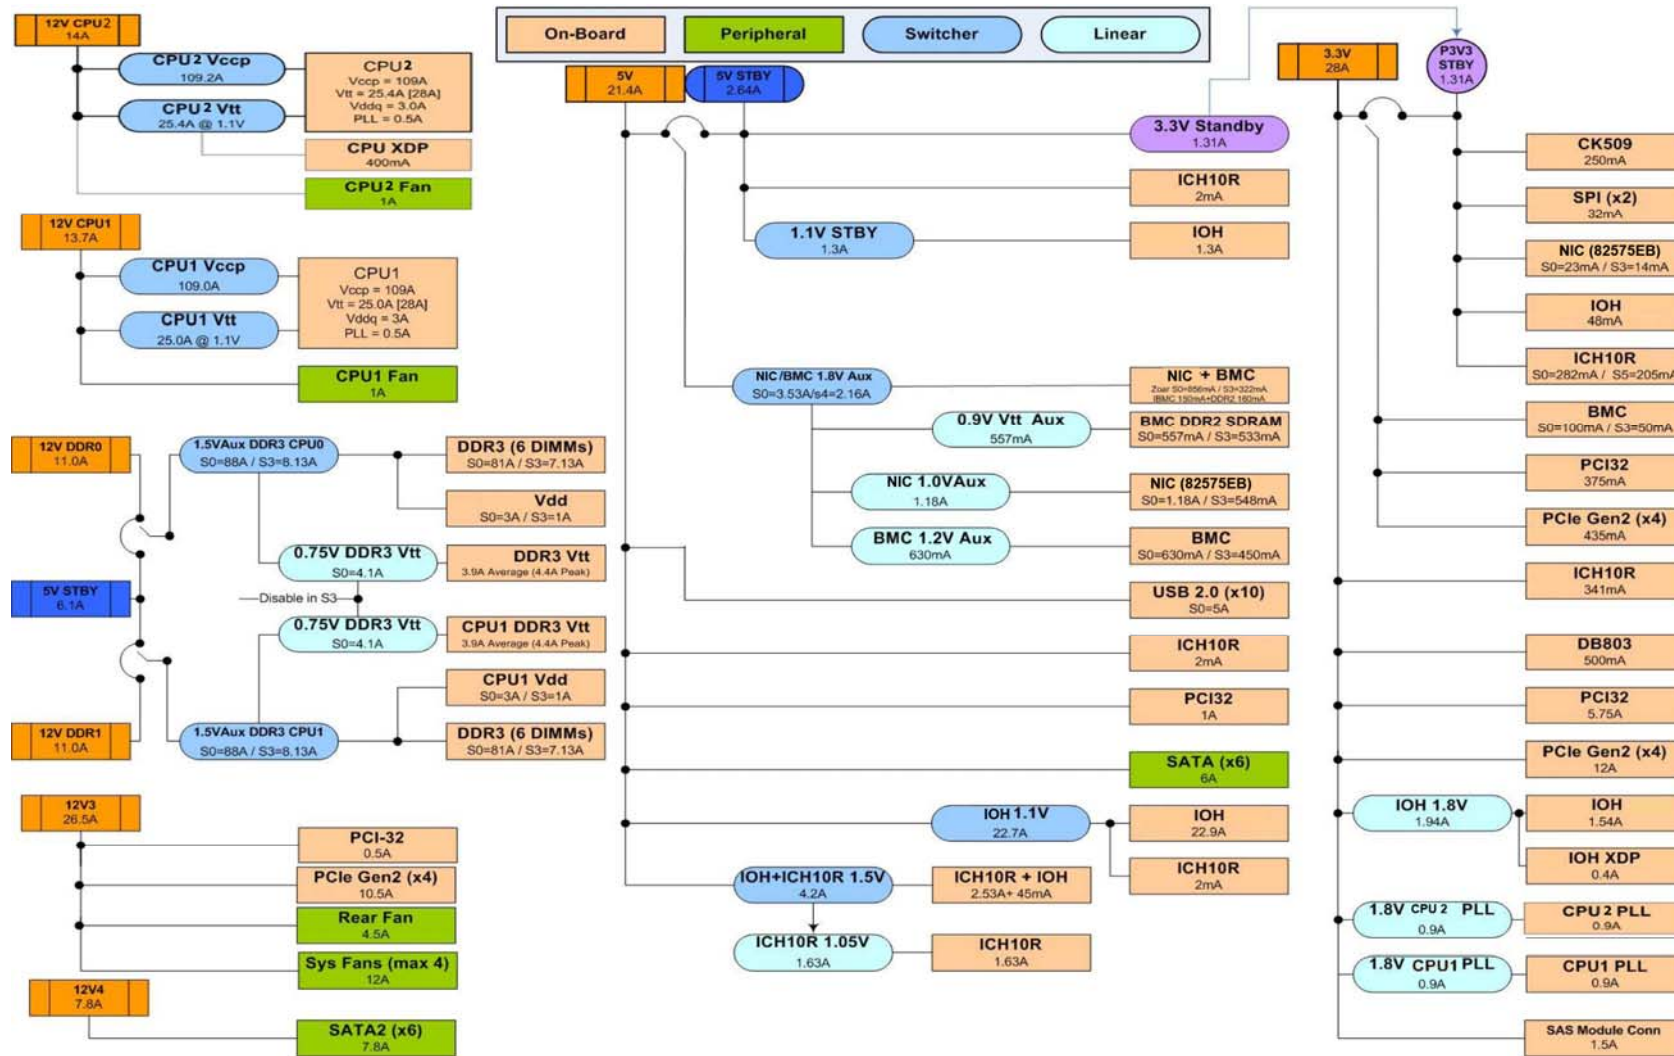 12V CPU2
14A
CPU2 Vccp
109.2A
CPU2 Vtt
25.4A @ 1.1V
CPU2
Vccp = 109A
Vtt = 25.4A [28A]
Vddq = 3.0A
PLL = 0.5A
CPU XDP
400mA
CPU2 Fan
1A
12V CPU1
13.7A
CPU1 Vccp
109.0A
CPU1 Vtt
25.0A @ 1.1V
CPU1
Vccp = 109A
Vtt = 25.0A [28A]
Vddq = 3A
PLL = 0.5A
CPU1 Fan
1A
12V DDR0
11.0A
1.5VAux DDR3 CPU0
S0=88A / S3=8.13A
DDR3 (6 DIMMs)
S0=81A / S3=7.13A
Vdd
S0=3A / S3=1A
0.75V DDR3 Vtt
S0=4.1A
DDR3 Vtt
3.9A Average (4.4A Peak)
5V STBY
6.1A
Disable in S3
0.75V DDR3 Vtt
S0=4.1A
CPU1 DDR3 Vtt
3.9A Average (4.4A Peak)
CPU1 Vdd
S0=3A / S3=1A
12V DDR1
11.0A
1.5VAux DDR3 CPU1
S0=88A / S3=8.13A
DDR3 (6 DIMMs)
S0=81A / S3=7.13A
12V3
26.5A
PCI-32
0.5A
PCIe Gen2 (x4)
10.5A
Rear Fan
4.5A
Sys Fans (max 4)
12A
12V4
7.8A
SATA2 (x6)
7.8A
On-Board
Peripheral
Switcher
Linear
5V
21.4A
5V STBY
2.64A
3.3V Standby
1.31A
ICH10R
2mA
1.1V STBY
1.3A
IOH
1.3A
NIC/BMC 1.8V Aux
S0=3.53A/s4=2.16A
NIC + BMC
Zoar S0=856mA / S3=322mA
IBMC 150mA+DDR2 160mA
0.9V Vtt Aux
557mA
BMC DDR2 SDRAM
S0=557mA / S3=533mA
NIC 1.0VAux
1.18A
NIC (82575EB)
S0=1.18A / S3=548mA
BMC 1.2V Aux
630mA
BMC
S0=630mA / S3=450mA
USB 2.0 (x10)
S0=5A
ICH10R
2mA
PCI32
1A
SATA (x6)
6A
IOH 1.1V
22.7A
IOH
22.9A
ICH10R
2mA
IOH+ICH10R 1.5V
4.2A
ICH10R + IOH
2.53A+ 45mA
ICH10R 1.05V
1.63A
ICH10R
1.63A
3.3V
28A
P3V3
STBY
1.31A
CK509
250mA
SPI (x2)
32mA
NIC (82575EB)
S0=23mA / S3=14mA
IOH
48mA
ICH10R
S0=282mA / S5=205mA
BMC
S0=100mA / S3=50mA
PCI32
375mA
PCIe Gen2 (x4)
435mA
ICH10R
341mA
DB803
500mA
PCI32
5.75A
PCIe Gen2 (x4)
12A
IOH 1.8V
1.94A
IOH
1.54A
IOH XDP
0.4A
1.8V CPU 2 PLL
0.9A
CPU 2 PLL
0.9A
1.8V CPU1 PLL
0.9A
CPU1 PLL
0.9A
SAS Module Conn
1.5A